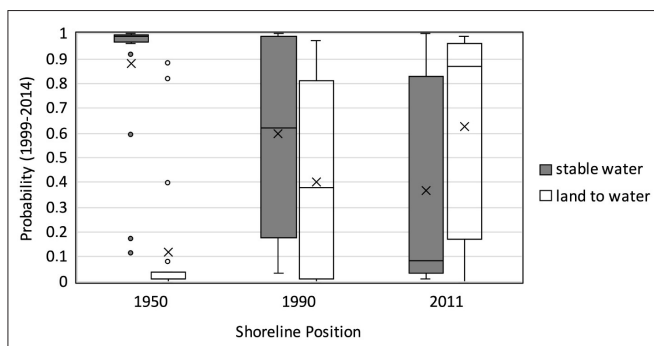 1
0.9
0.8
0.7
0.6
0.5
0.4
0.3
0.2
0.1
0
Probability (1999-2014)
1950 1990 2011
Shoreline Position
stable water
land to water